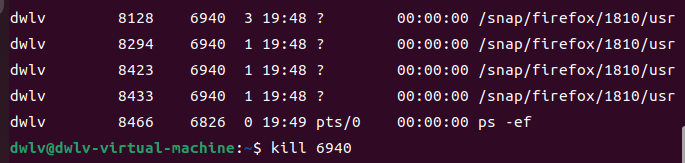 dwlv 8128 6940 3 19:48 ? 00:00:00 /snap/firefox/1810/usr
dwlv 8294 6940 1 19:48 ? 00:00:00 /snap/firefox/1810/usr
dwlv 8423 6940 1 19:48 ? 00:00:00 /snap/firefox/1810/usr
dwlv 8433 6940 1 19:48 ? 00:00:00 /snap/firefox/1810/usr
dwlv 8466 6826 0 19:49 pts/0 00:00:00 ps -ef
dwlv@dwlv-virtual-machine:~$ kill 6940